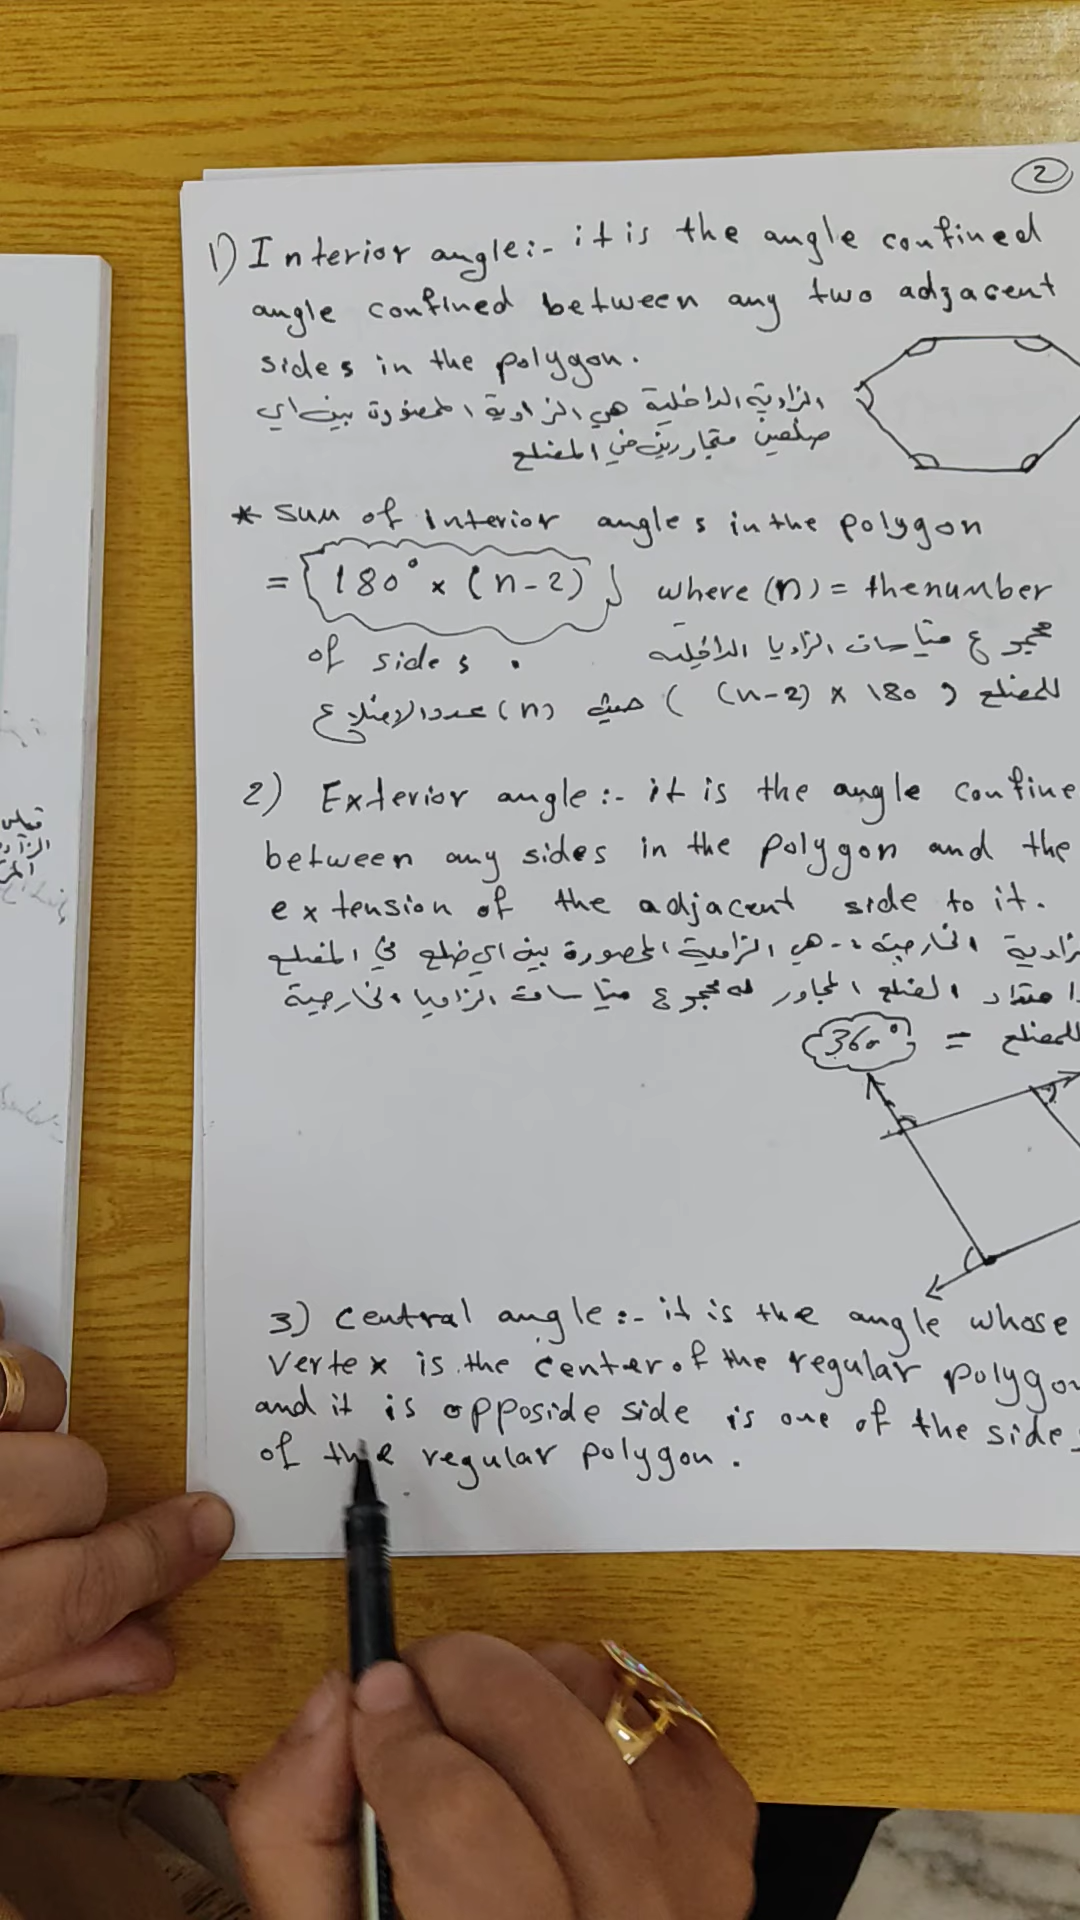 2
1) Interior angle:- it is the angle confined
angle confined between any two adjacent
sides in the polygon.
الزاوية الداخلية هي الزاوية المحصورة بين اي
ضلعين متجاورين في المضلع
* Sum of interior angles in the polygon
= 180° × (n-2) where (n) = the number
of sides.
مجموع قياسات الزوايا الداخلية
للمضلع و 180 × (n-2) ) حيث (n) عدد الاضلاع
2) Exterior angle:- it is the angle confine
between any sides in the polygon and the
extension of the adjacent side to it.
زاوية الخارجية :- هي الزاوية المحصورة بين اي ضلع في المضلع
امتداد الضلع المجاور له مجموع قياسات الزوايا الخارجية
للمضلع = 360°
3) central angle:- it is the angle whose
vertex is the center of the regular polygon
and it is opposide side is one of the sides
of the regular polygon.